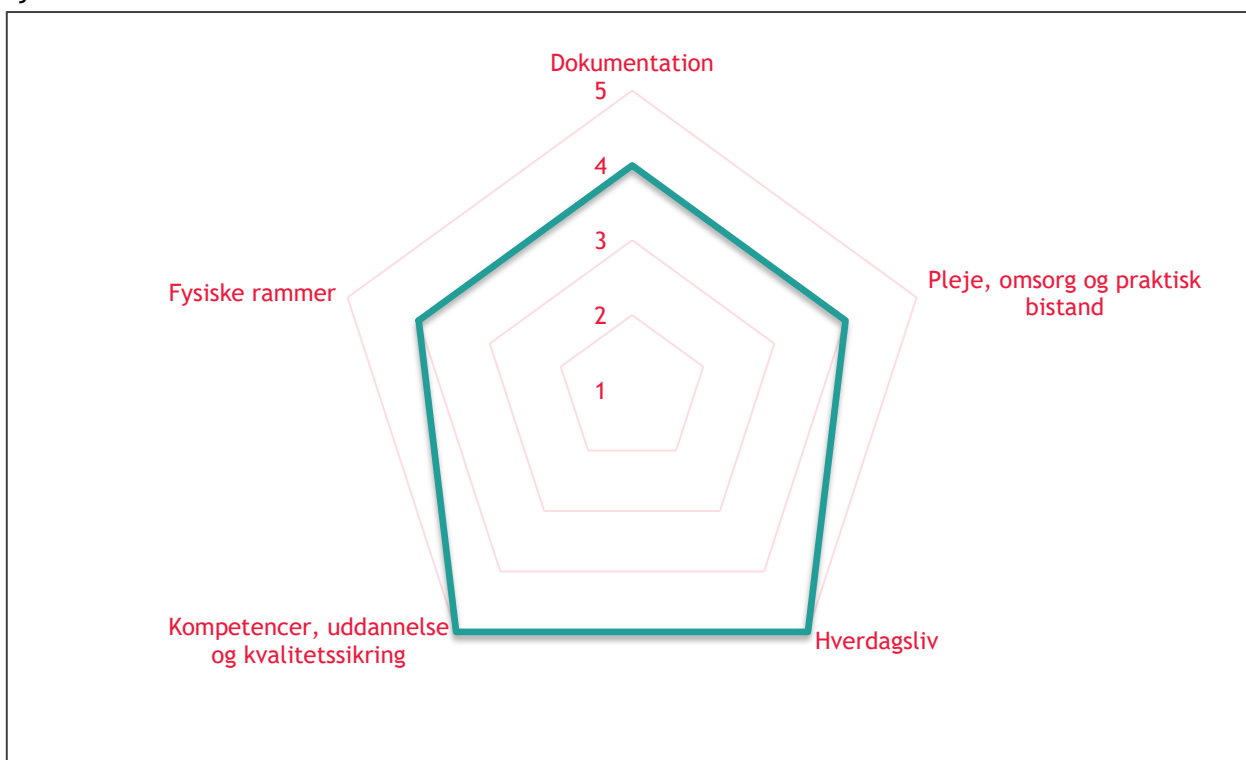 Dokumentation
5
4
3
2
1
Pleje, omsorg og praktisk
bistand
Hverdagsliv
Kompetencer, uddannelse
og kvalitetssikring
Fysiske rammer